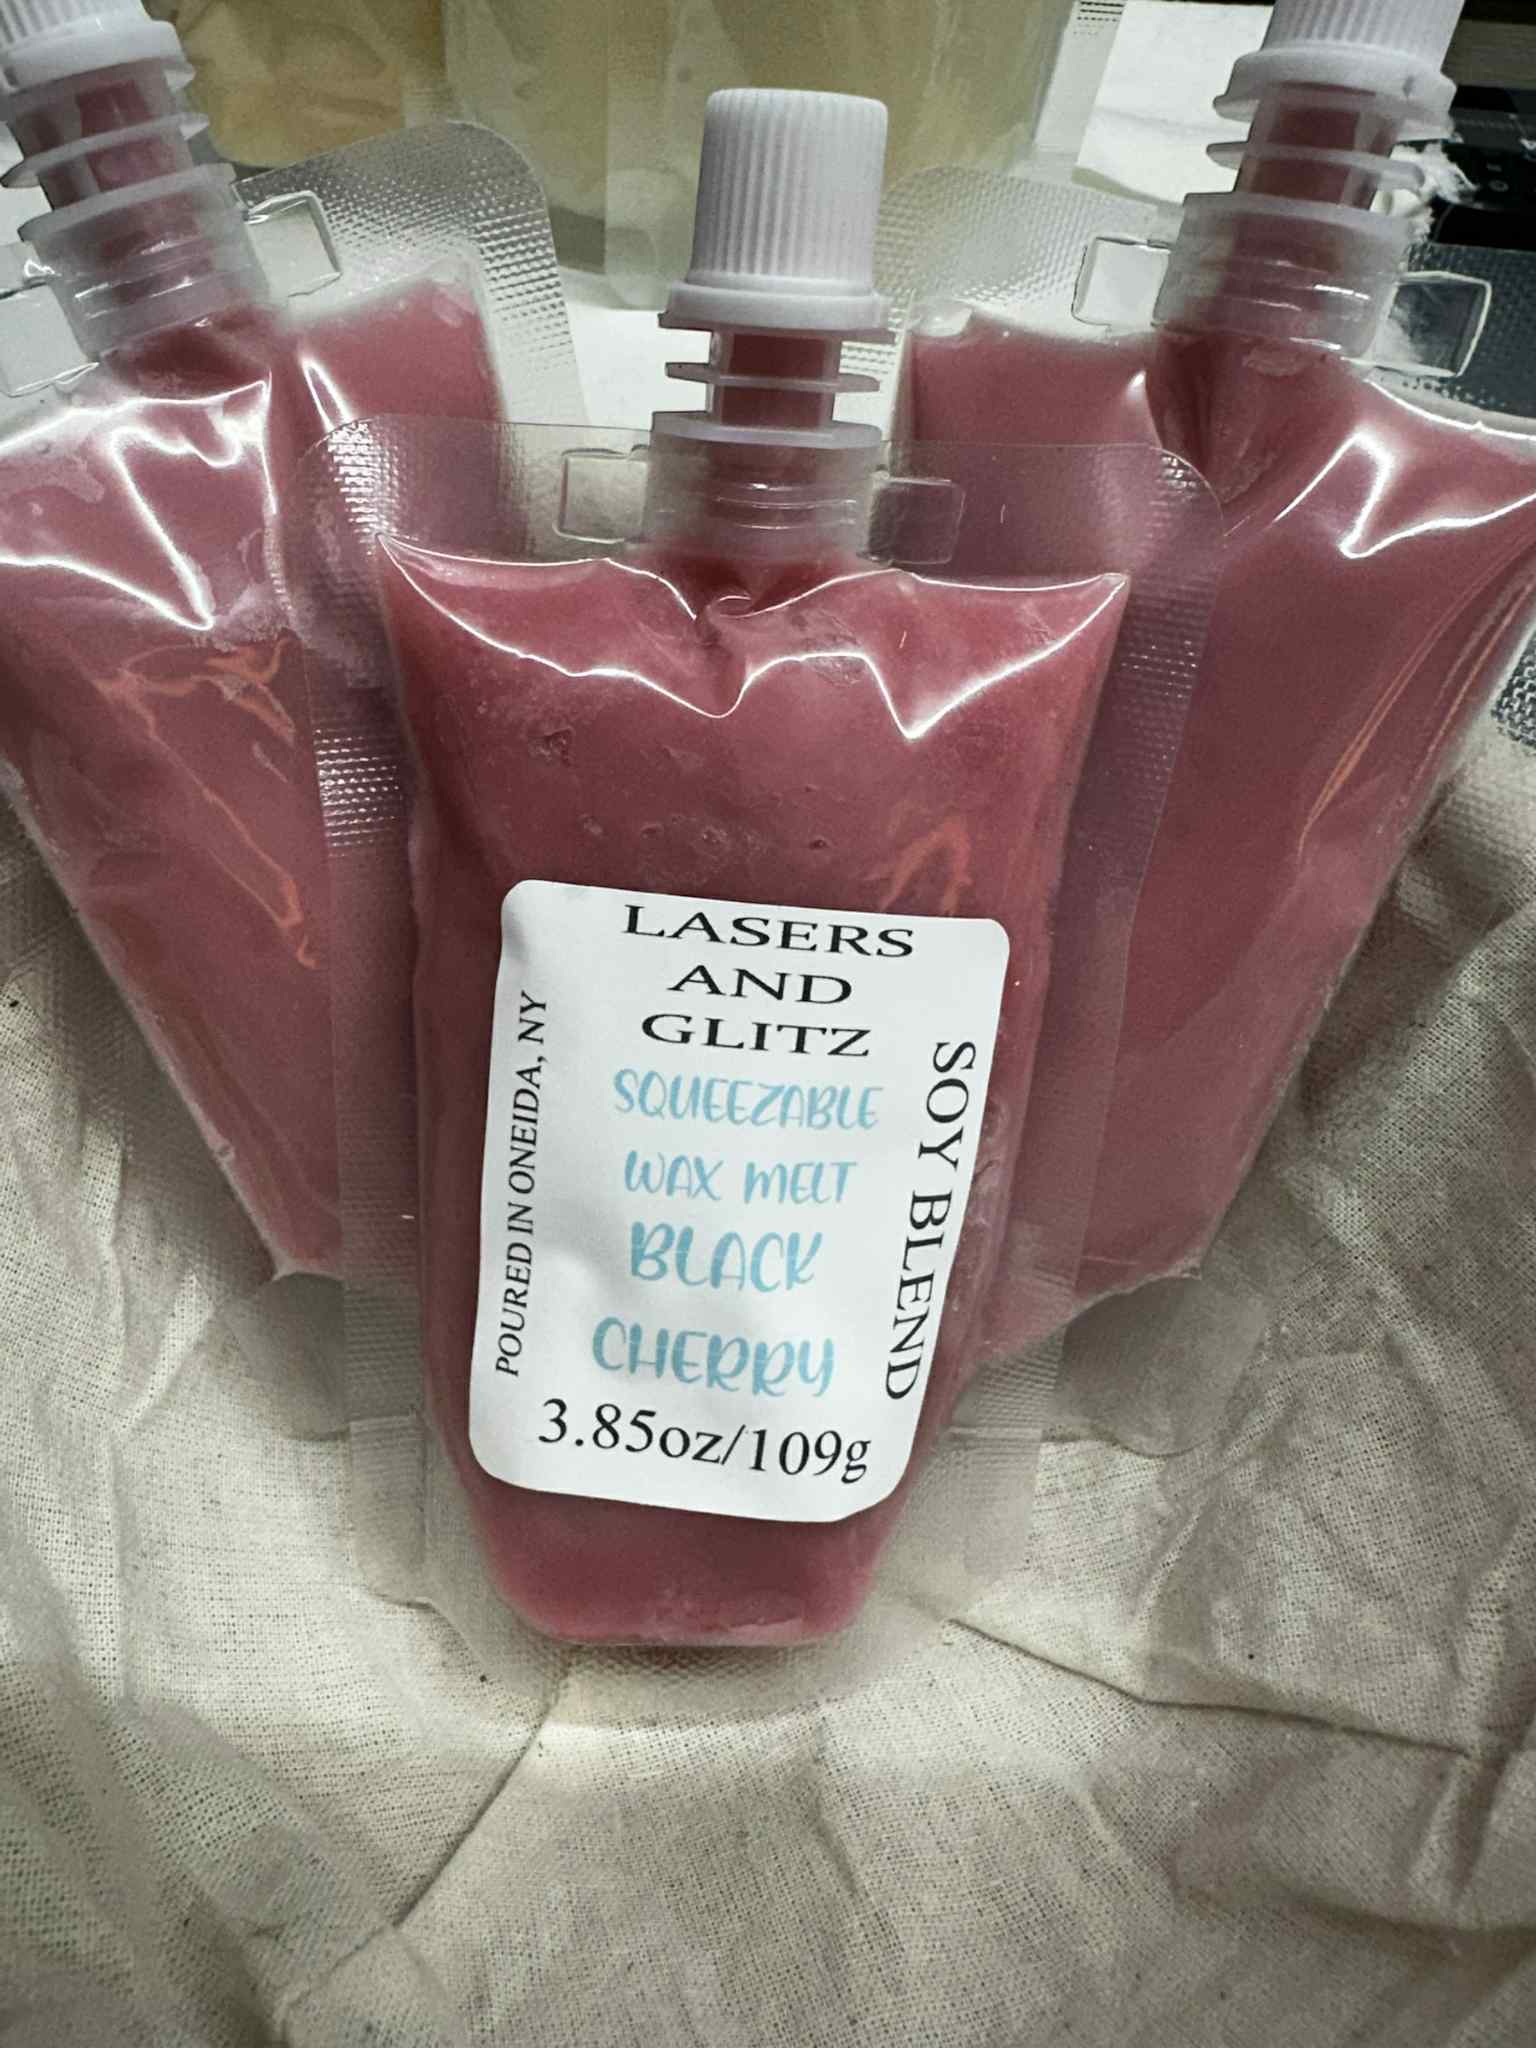 LASERS
AND
GLITZ
SQUEEZABLE
WAX MELT
BLACK
CHERRY
3.85oz/109g
POURED IN ONEIDA, NY
SOY BLEND